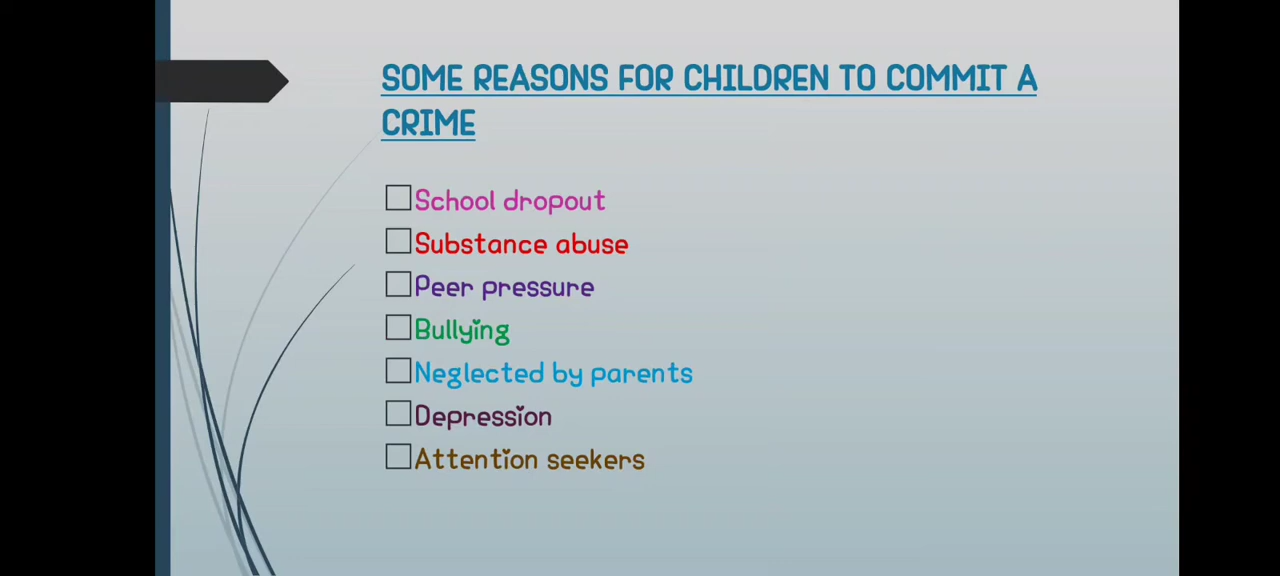 SOME REASONS FOR CHILDREN TO COMMIT A
CRIME
School dropout
Substance abuse
Peer pressure
Bullying
Neglected by parents
Depression
Attention seekers